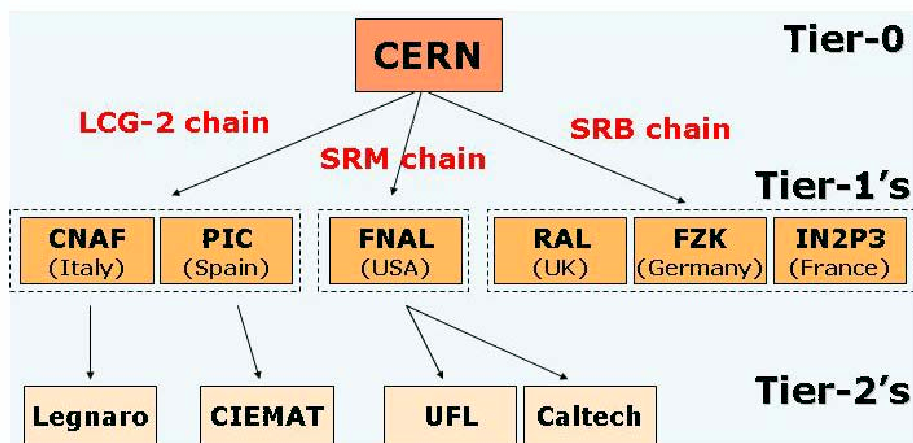 Tier-0
CERN
LCG-2 chain
SRM chain
SRB chain
Tier-1's
CNAF
(Italy)
PIC
(Spain)
FNAL
(USA)
RAL
(UK)
FZK
(Germany)
IN2P3
(France)
Tier-2's
Legnaro
CIEMAT
UFL
Caltech